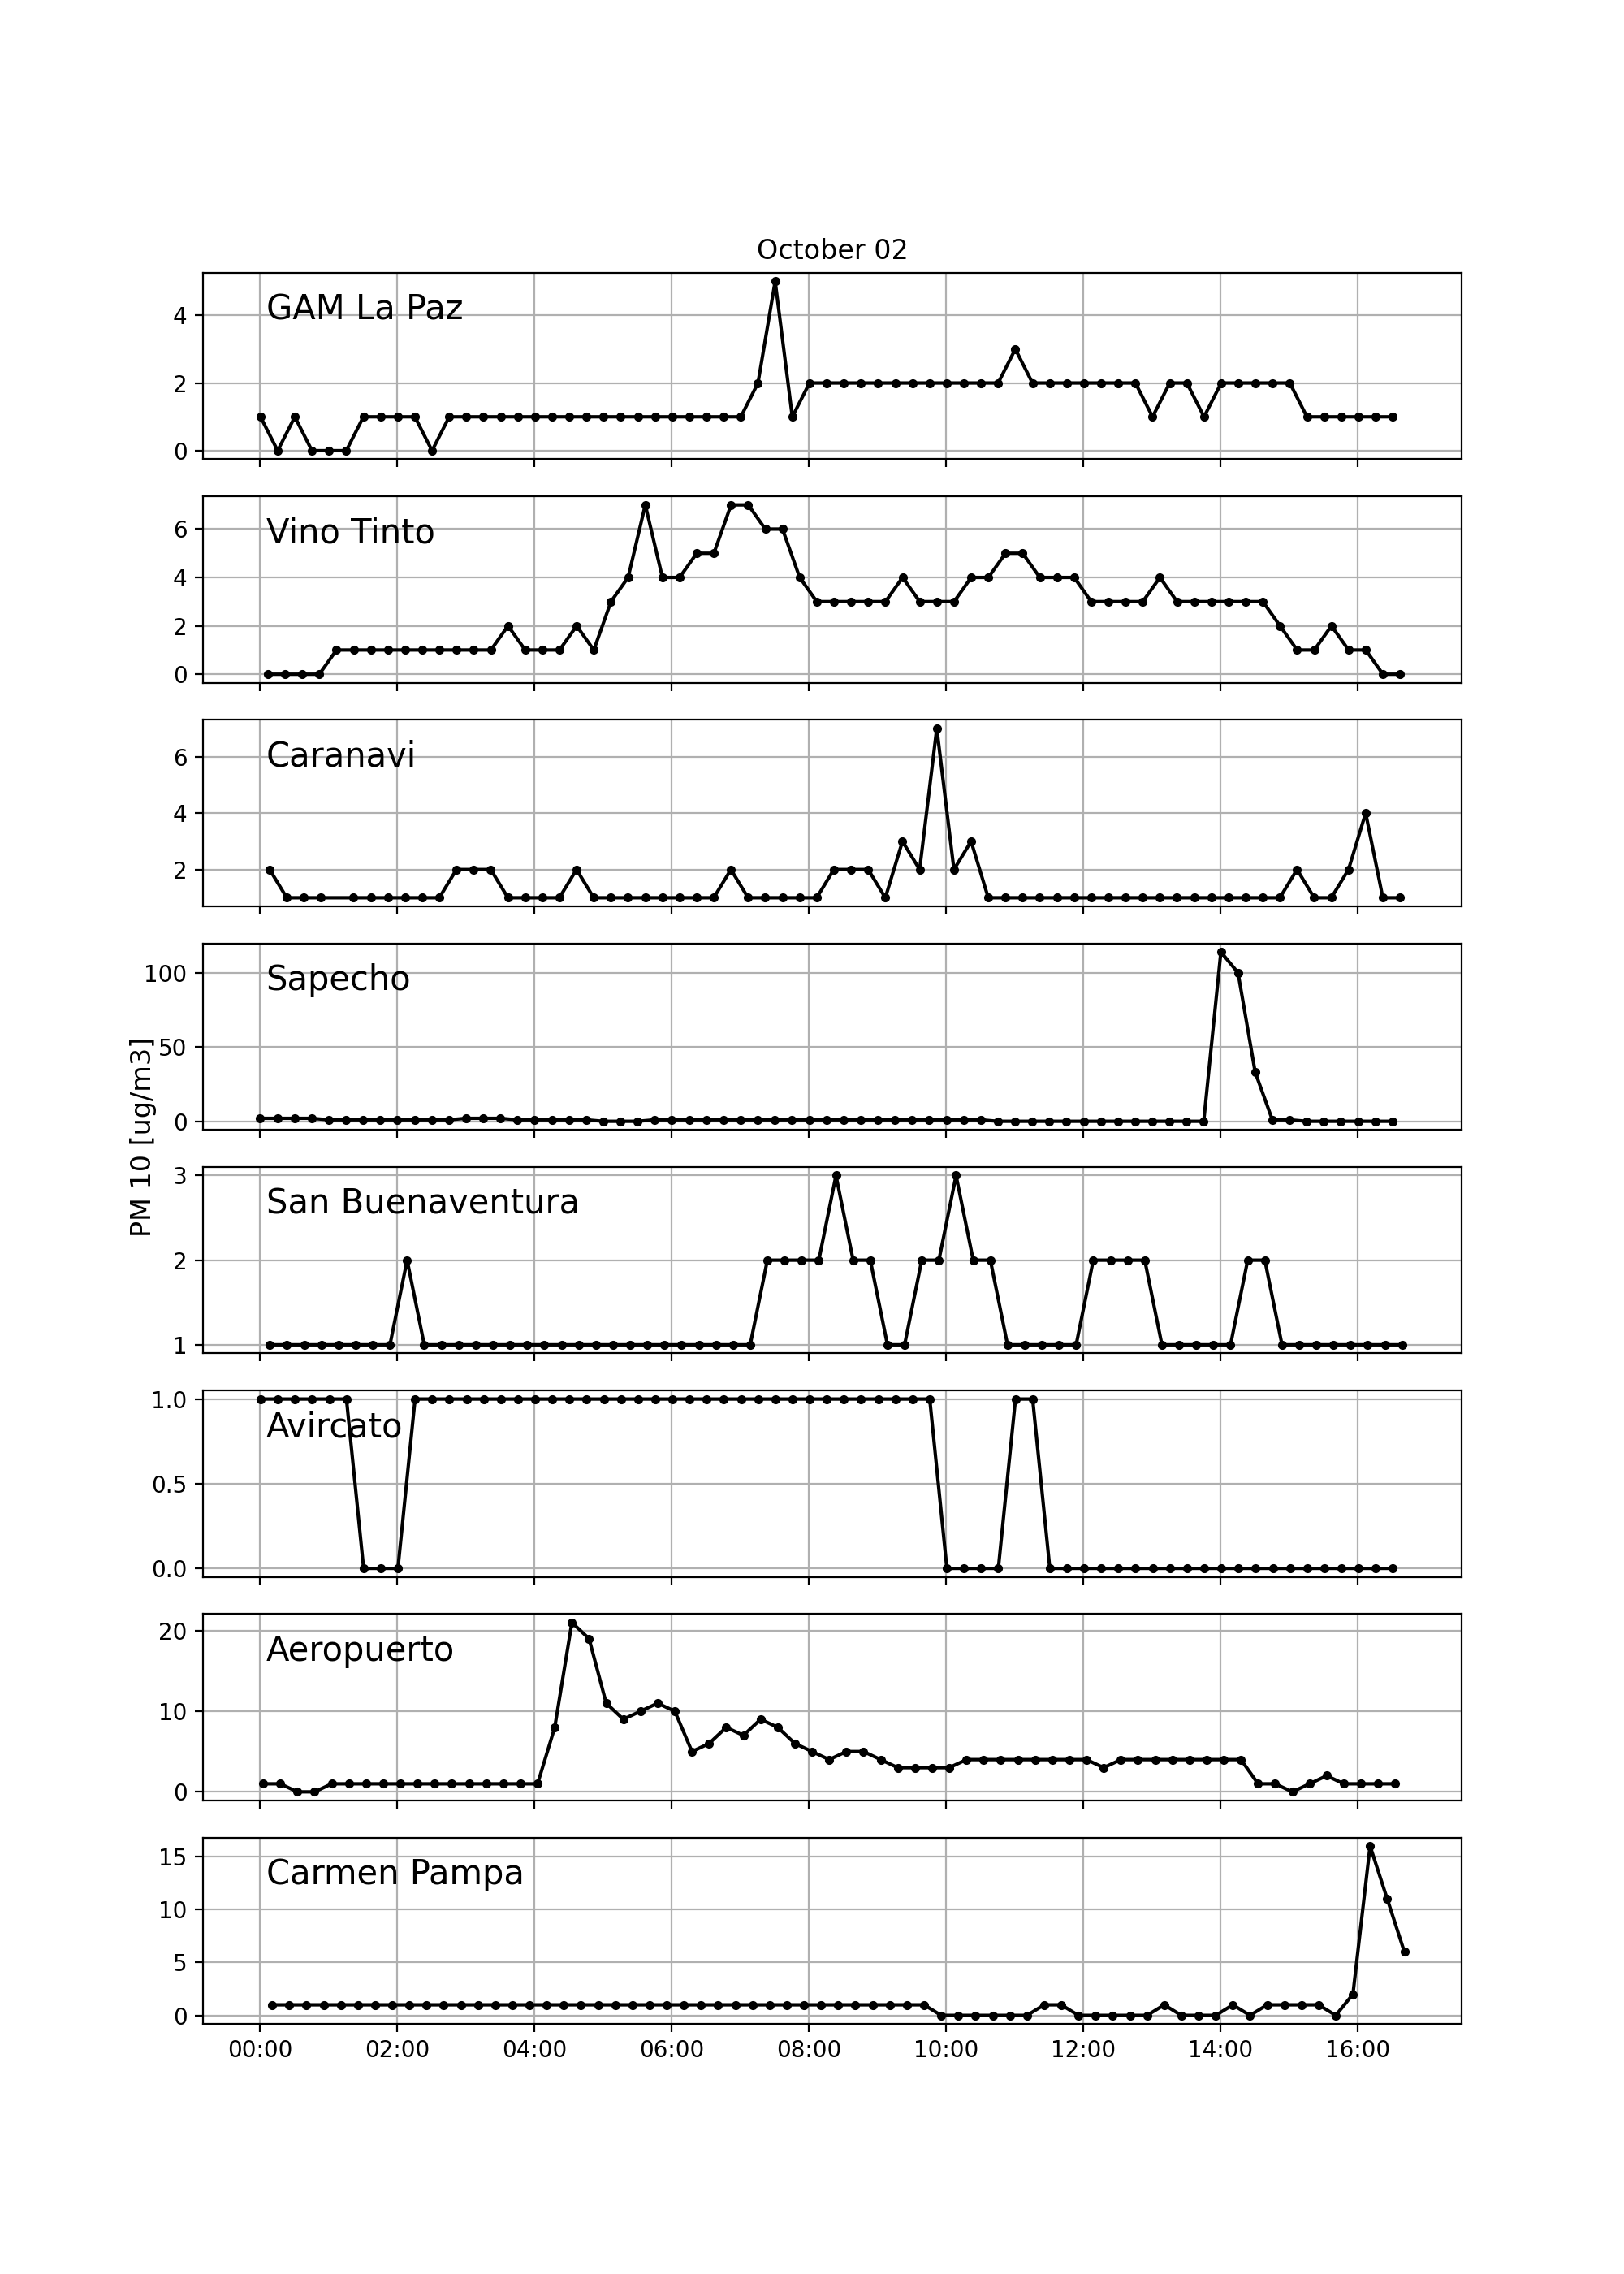 October 02
GAM La Paz
4
2
0
Vino Tinto
6
4
2
0
Caranavi
6
4
2
Sapecho
100
50
0
PM 10 [ug/m3]
San Buenaventura
3
2
1
Avircato
1.0
0.5
0.0
Aeropuerto
20
10
0
Carmen Pampa
15
10
5
0
00:00 02:00 04:00 06:00 08:00 10:00 12:00 14:00 16:00